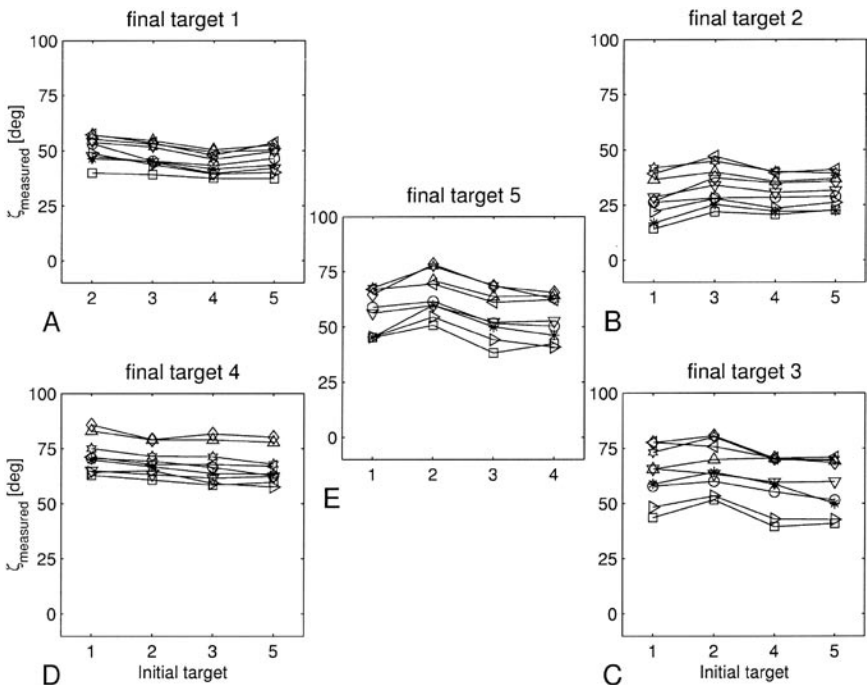 final target 1
100
75
50
25
0
ζmeasured [deg]
2 3 4 5
A
final target 2
100
75
50
25
0
1 3 4 5
B
final target 5
100
75
50
25
0
1 2 3 4
E
final target 4
100
75
50
25
0
ζmeasured [deg]
1 2 3 5
Initial target
D
final target 3
100
75
50
25
0
1 2 4 5
Initial target
C